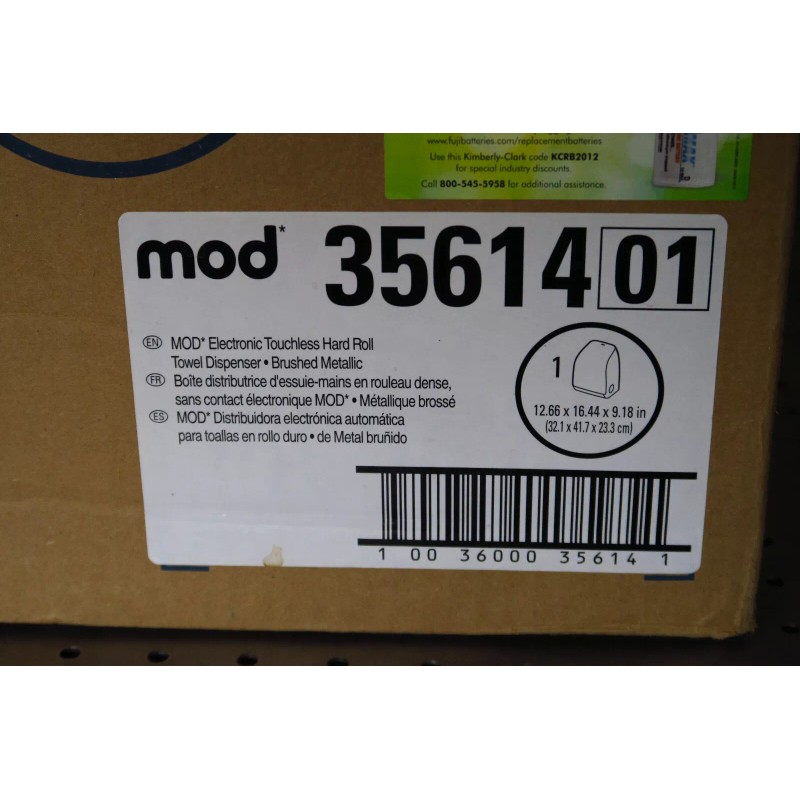 www.fujibatteries.com/replacementbatteries
Use this Kimberly-Clark code KCRB2012
for special industry discounts
Call 800-545-5958 for additional assistance.
mod* 35614 01
EN MOD* Electronic Touchless Hard Roll
Towel Dispenser • Brushed Metallic
FR Boîte distributrice d'essuie-mains en rouleau dense,
sans contact électronique MOD* • Métallique brossé
ES MOD* Distribuidora electrónica automática
para toallas en rollo duro • de Metal bruñido
1
12.66 x 16.44 x 9.18 in
(32.1 x 41.7 x 23.3 cm)
1 00 36000 35614 1